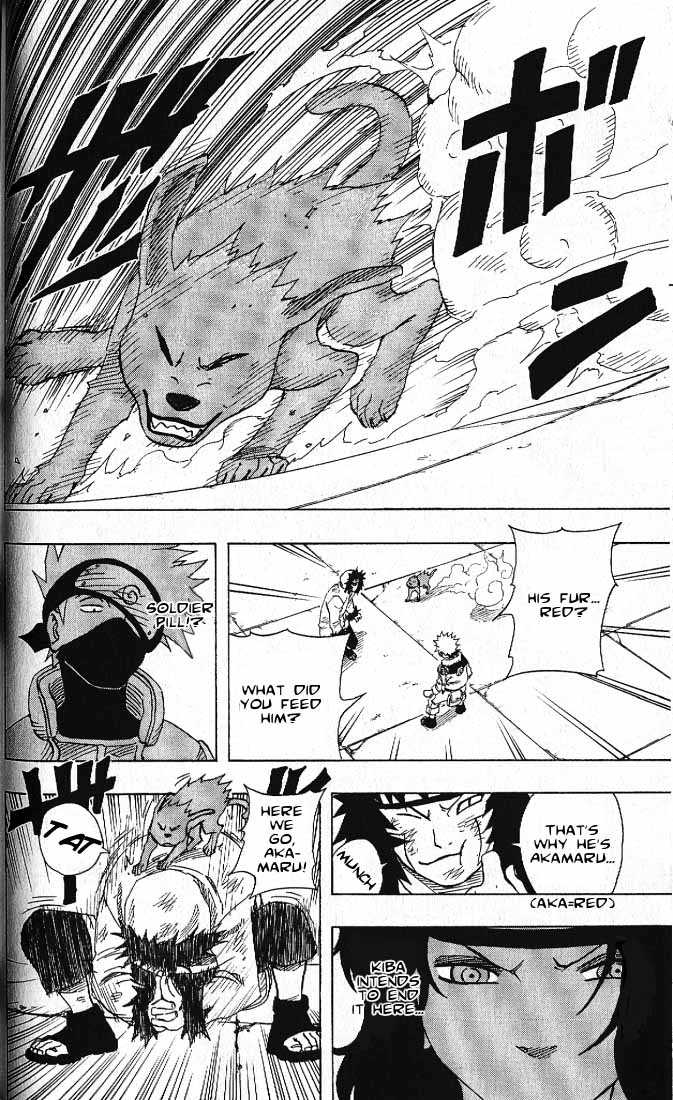 ボン
HIS FUR...
RED?
WHAT DID
YOU FEED
HIM?
SOLDIER
PILL!?
THAT'S
WHY HE'S
AKAMARU...
MUNCH
(AKA=RED)
KIBA
INTENDS
TO END
IT HERE...
HERE
WE
GO,
AKA-
MARU!
TAT